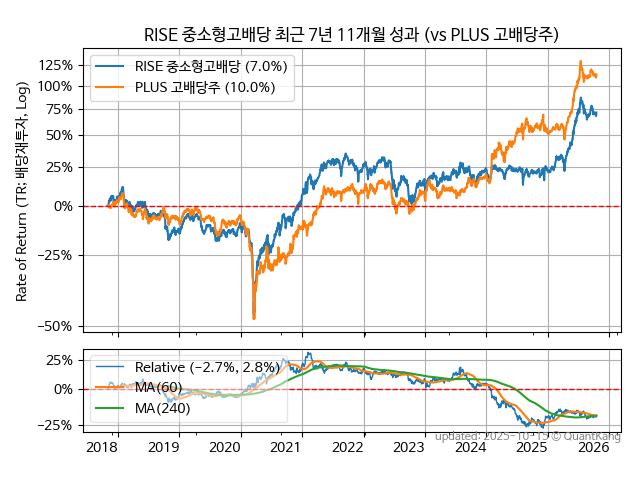 RISE 중소형고배당 최근 7년 11개월 성과 (vs PLUS 고배당주)
RISE 중소형고배당 (7.0%)
PLUS 고배당주 (10.0%)
125%
100%
75%
50%
25%
0%
−25%
−50%
Rate of Return (TR: 배당재투자, Log)
Relative (−2.7%, 2.8%)
MA(60)
MA(240)
25%
0%
−25%
2018 2019 2020 2021 2022 2023 2024 2025 2026
updated: 2025-10-15 © QuantKang